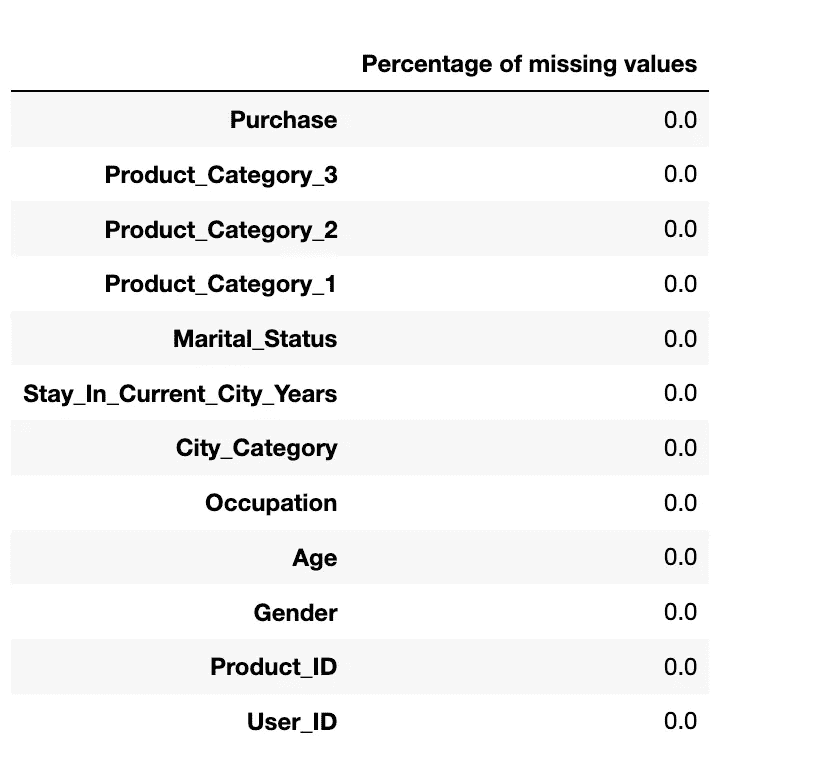 Percentage of missing values
Purchase 0.0
Product_Category_3 0.0
Product_Category_2 0.0
Product_Category_1 0.0
Marital_Status 0.0
Stay_In_Current_City_Years 0.0
City_Category 0.0
Occupation 0.0
Age 0.0
Gender 0.0
Product_ID 0.0
User_ID 0.0